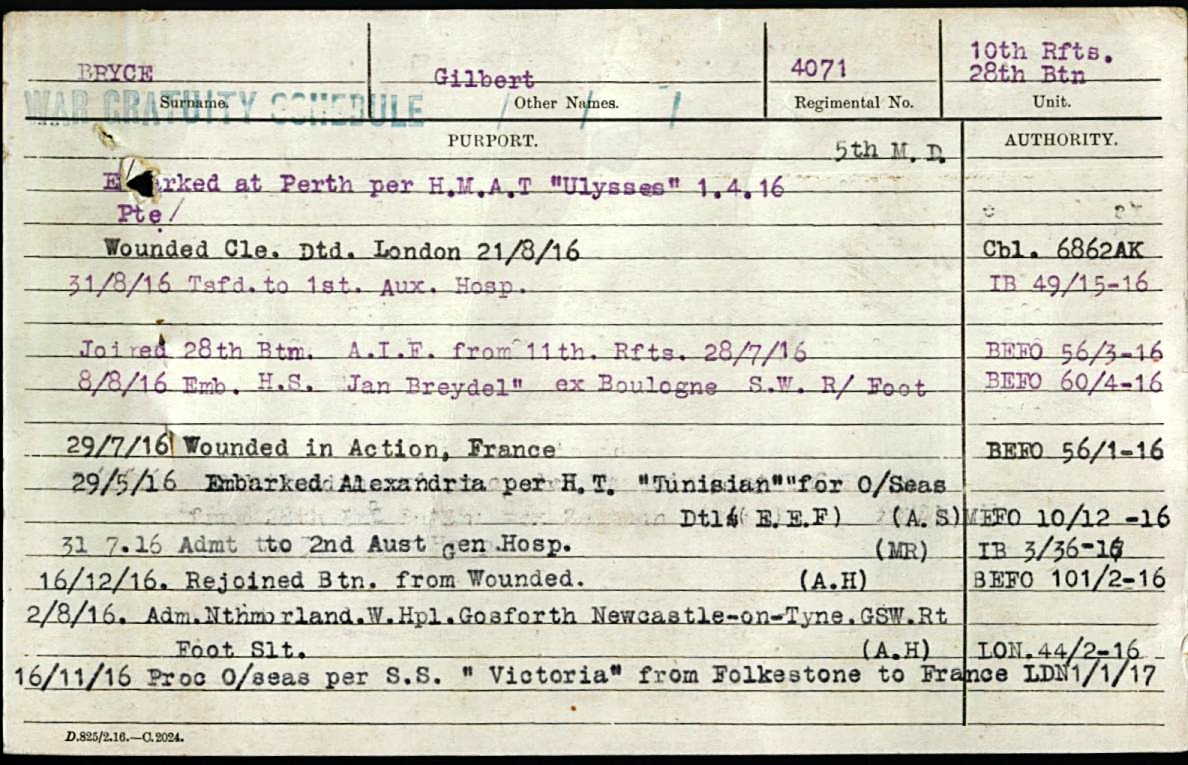 BRYCE Gilbert 4071 10th Rfts.
28th Btn
Surname. Other Names. Regimental No. Unit.
WAR GRATUITY SCHEDULE
PURPORT. AUTHORITY.
5th M.D.
rked at Perth per H.M.A.T "Ulysses" 1.4.16
Pte/
Wounded Cle. Dtd. London 21/8/16 Cbl. 6862AK
31/8/16 Tsfd.to 1st. Aux. Hosp. IB 49/15-16
Joined 28th Btn. A.I.F. from 11th. Rfts. 28/7/16 BEFO 56/3-16
8/8/16 Emb. H.S. "Jan Breydel" ex Boulogne S.W. R/ Foot BEFO 60/4-16
29/7/16 Wounded in Action, France BEFO 56/1-16
29/5/16 Embarked Alexandria per H.T. "Tunisian""for O/Seas
Dtls E.E.F) (A.S) MEFO 10/12 -16
31 7.16 Admt to 2nd Aust Gen.Hosp. (MR) IB 3/36-16
16/12/16. Rejoined Btn. from Wounded. (A.H) BEFO 101/2-16
2/8/16. Adm.Nthmrland.W.Hpl.Gosforth Newcastle-on-Tyne.GSW.Rt
Foot Slt. (A.H) LON.44/2-16
16/11/16 Proc O/seas per S.S. " Victoria" from Folkestone to France LDN1/1/17
D.825/2.16.—C.2024.